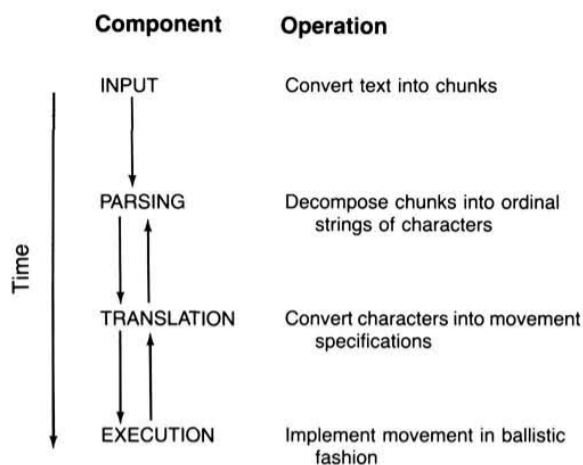 Component Operation
INPUT Convert text into chunks
PARSING Decompose chunks into ordinal
strings of characters
Time
TRANSLATION Convert characters into movement
specifications
EXECUTION Implement movement in ballistic
fashion